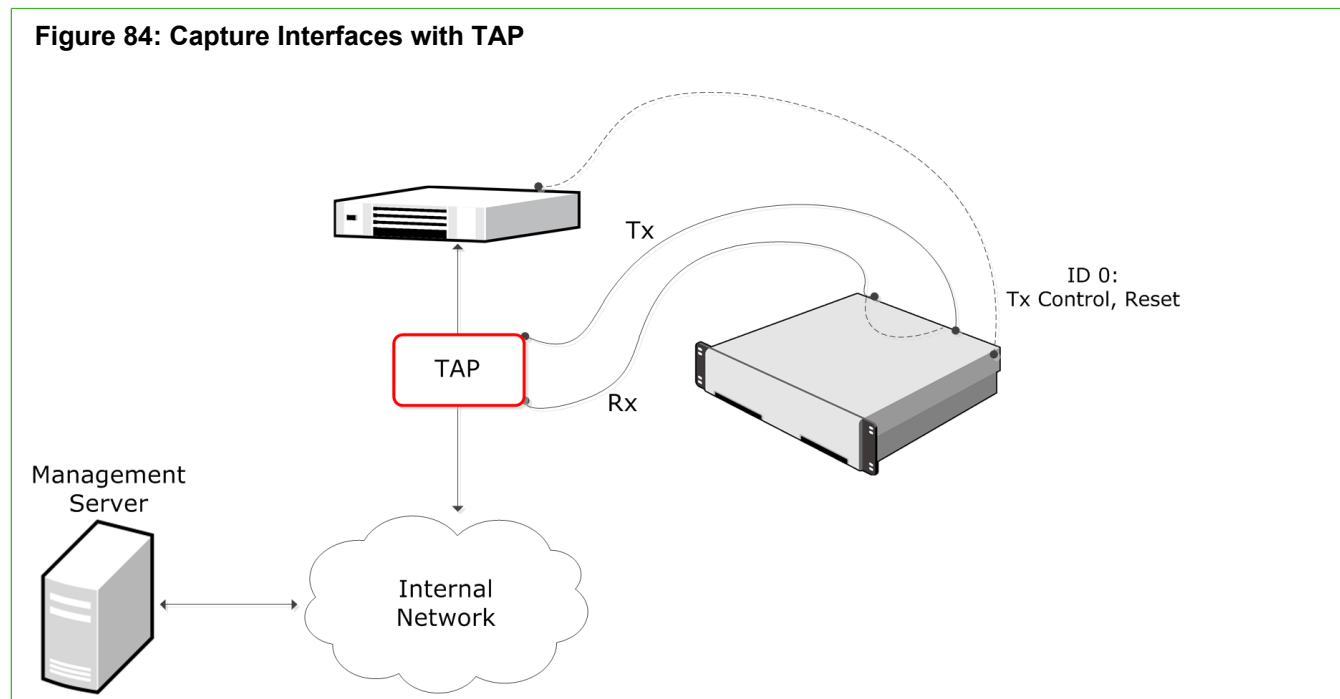 Figure 84: Capture Interfaces with TAP
Tx
ID 0:
Tx Control, Reset
TAP
Rx
Management
Server
Internal
Network